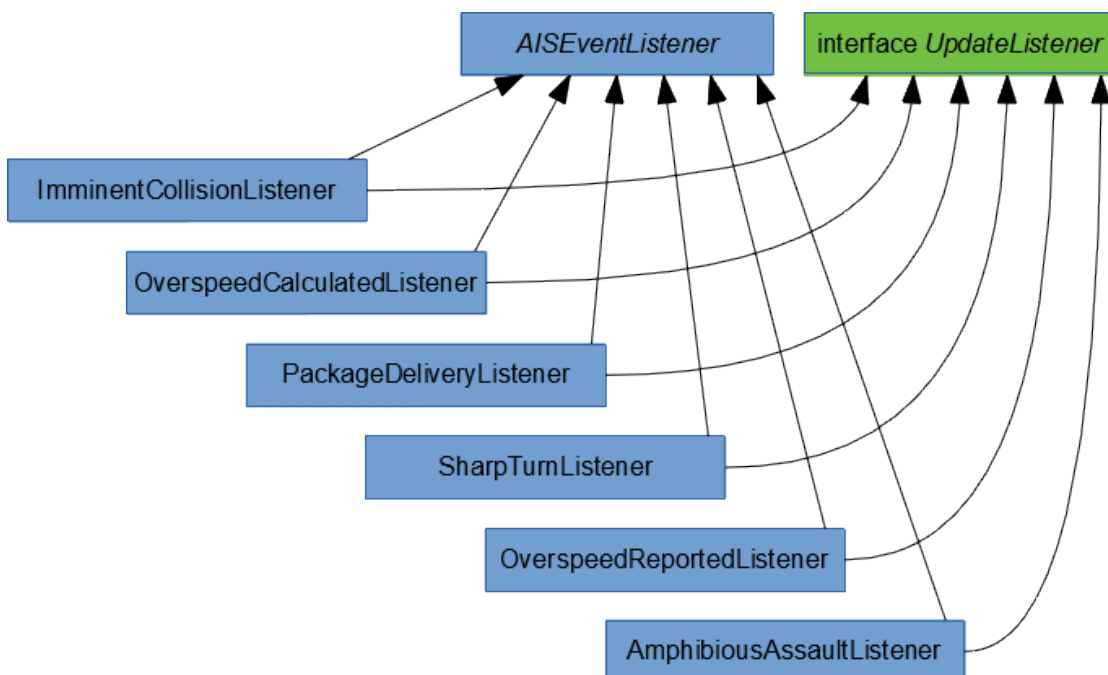 AISEventListener
interface UpdateListener
ImminentCollisionListener
OverspeedCalculatedListener
PackageDeliveryListener
SharpTurnListener
OverspeedReportedListener
AmphibiousAssaultListener